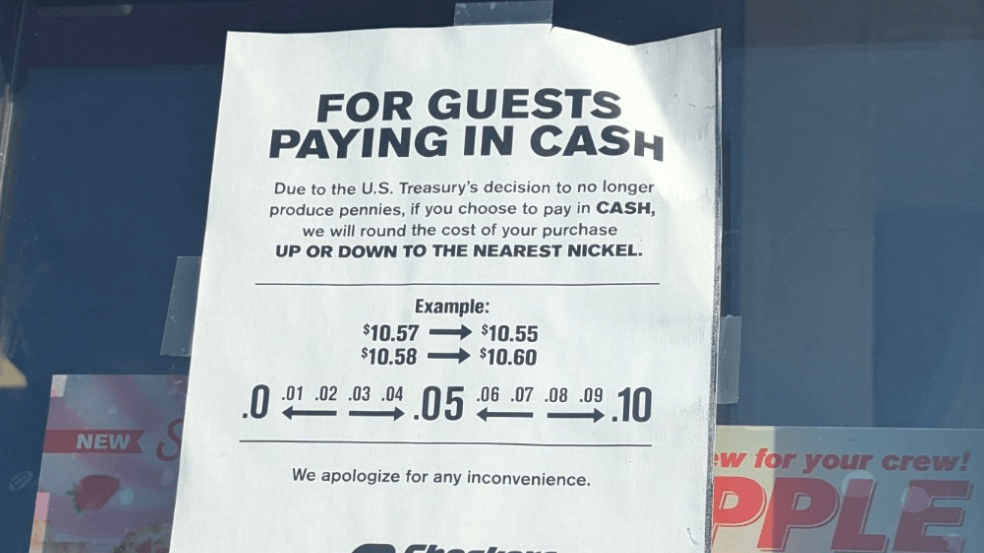 FOR GUESTS
PAYING IN CASH
Due to the U.S. Treasury's decision to no longer
produce pennies, if you choose to pay in CASH,
we will round the cost of your purchase
UP OR DOWN TO THE NEAREST NICKEL.
Example:
$10.57 → $10.55
$10.58 → $10.60
.0 .01 .02 .03 .04 .05 .06 .07 .08 .09 .10
We apologize for any inconvenience.
Checkers
NEW
for your crew!